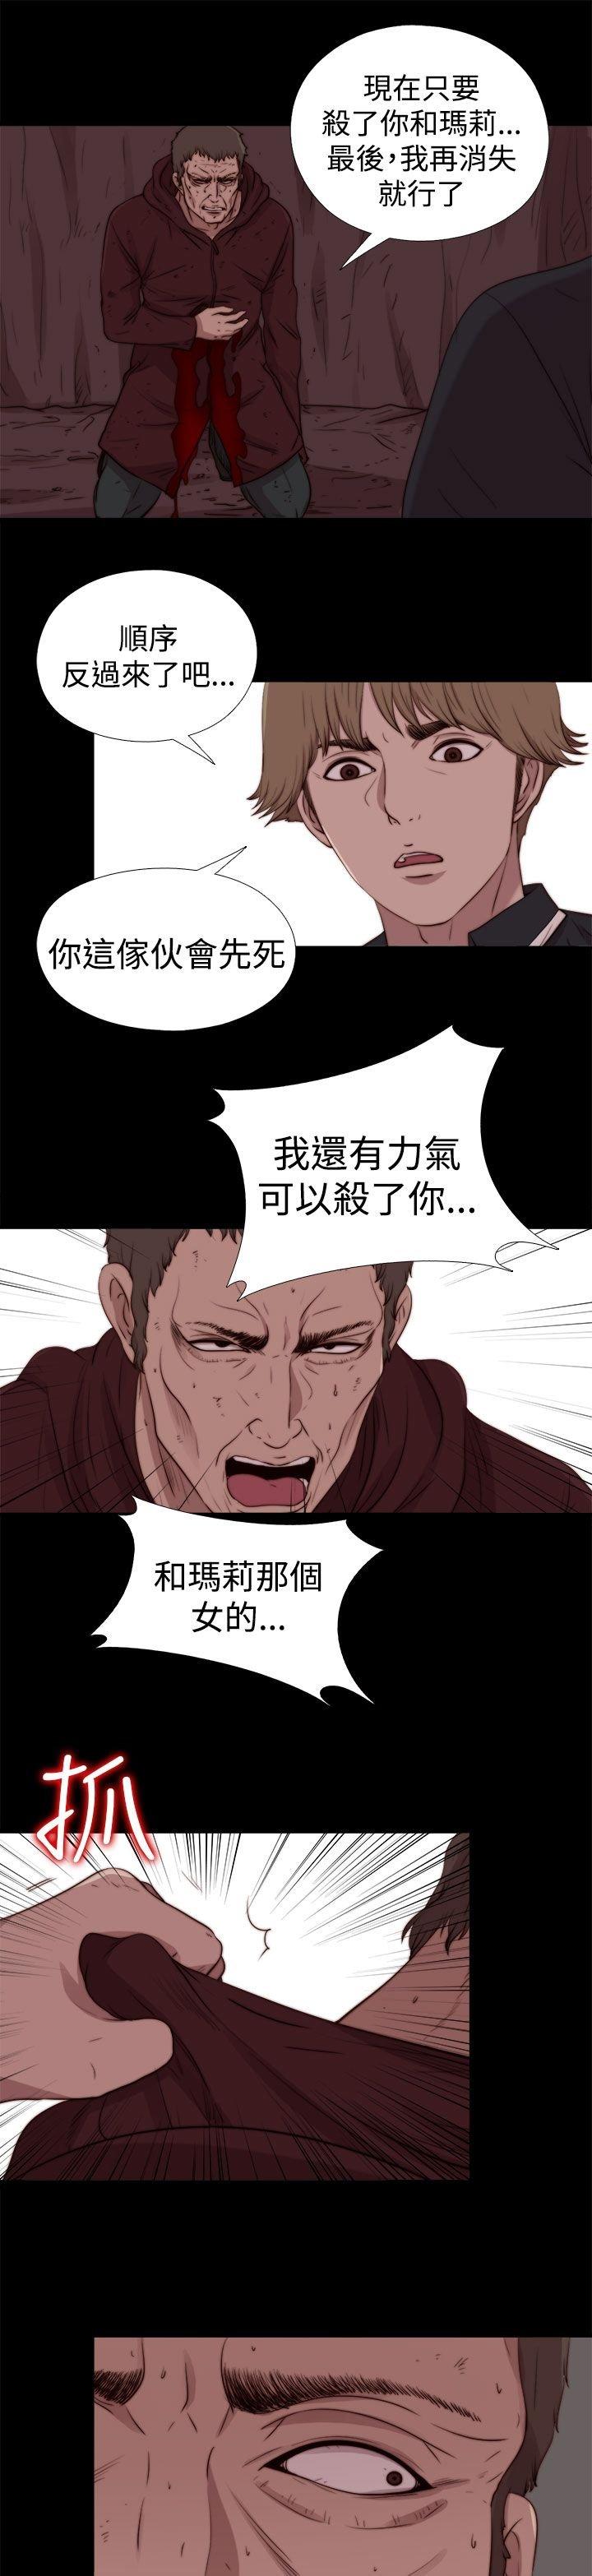 現在只要
殺了你和瑪莉...
最後，我再消失
就行了
順序
反過來了吧...
你這傢伙會先死
我還有力氣
可以殺了你...
和瑪莉那個
女的...
抓